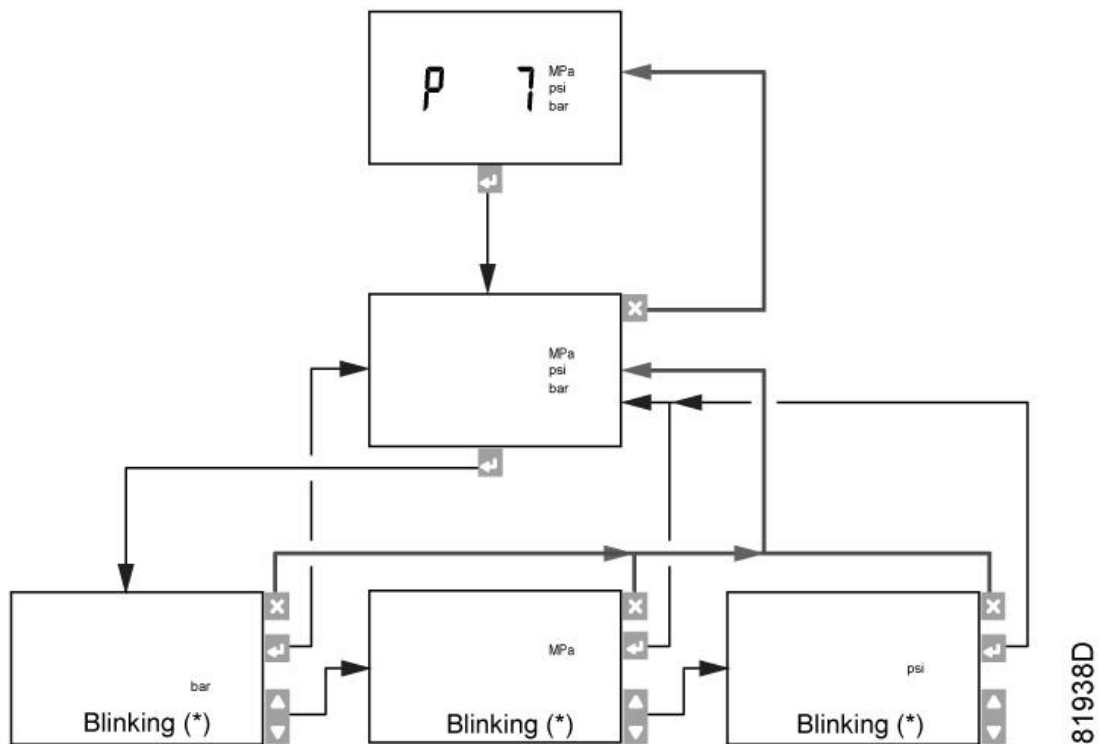 P 7 MPa
psi
bar
MPa
psi
bar
bar
Blinking (*)
MPa
Blinking (*)
psi
Blinking (*)
81938D